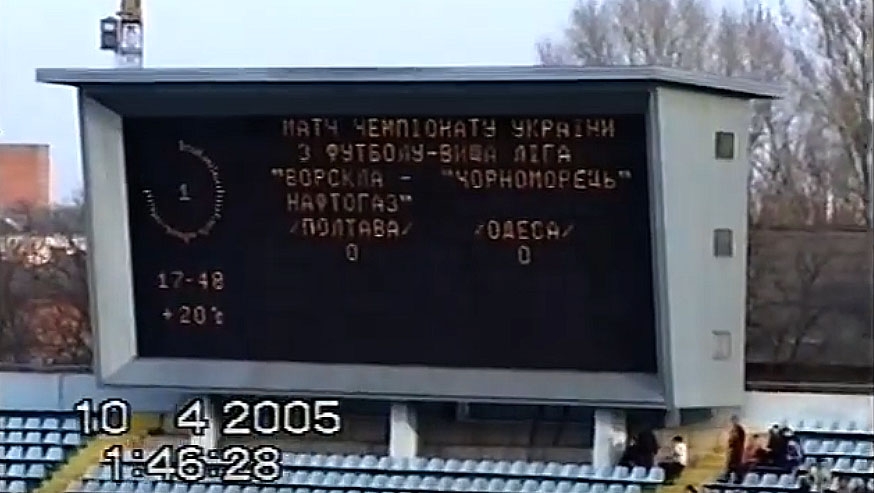 МАТЧ ЧЕМПІОНАТУ УКРАЇНИ
З ФУТБОЛУ-ВИЩА ЛІГА
"ВОРСКЛА - "ЧОРНОМОРЕЦЬ"
НАФТОГАЗ"
/ПОЛТАВА/ /ОДЕСА/
0 0
1
17-48
+20°c
10 4 2005
1:46:28